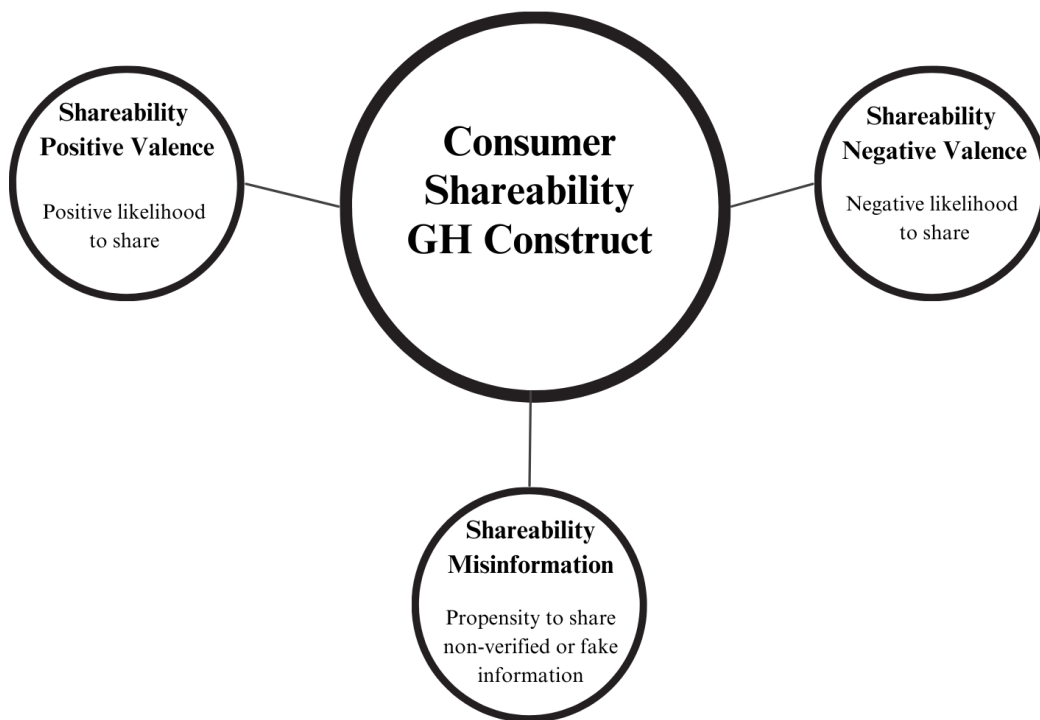 Shareability
Positive Valence
Positive likelihood
to share
Consumer
Shareability
GH Construct
Shareability
Negative Valence
Negative likelihood
to share
Shareability
Misinformation
Propensity to share
non-verified or fake
information